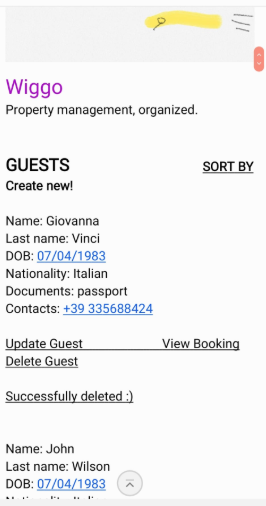 Wiggo
Property management, organized.
GUESTS
SORT BY
Create new!
Name: Giovanna
Last name: Vinci
DOB: 07/04/1983
Nationality: Italian
Documents: passport
Contacts: +39 335688424
Update Guest View Booking
Delete Guest
Successfully deleted :)
Name: John
Last name: Wilson
DOB: 07/04/1983